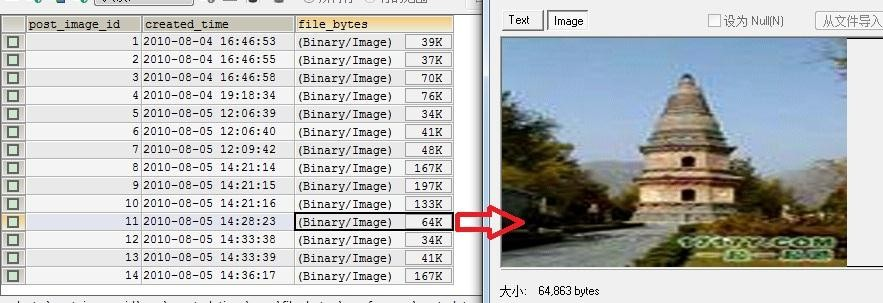 post_image_id created_time file_bytes
1 2010-08-04 16:46:53 (Binary/Image) 39K
2 2010-08-04 16:46:55 (Binary/Image) 37K
3 2010-08-04 16:46:58 (Binary/Image) 70K
4 2010-08-04 19:18:34 (Binary/Image) 76K
5 2010-08-05 12:06:39 (Binary/Image) 34K
6 2010-08-05 12:06:40 (Binary/Image) 41K
7 2010-08-05 12:09:42 (Binary/Image) 48K
8 2010-08-05 14:21:14 (Binary/Image) 167K
9 2010-08-05 14:21:15 (Binary/Image) 197K
10 2010-08-05 14:21:16 (Binary/Image) 133K
11 2010-08-05 14:28:23 (Binary/Image) 64K
12 2010-08-05 14:33:38 (Binary/Image) 34K
13 2010-08-05 14:33:39 (Binary/Image) 41K
14 2010-08-05 14:36:17 (Binary/Image) 167K
Text Image 设为 Null(N) 从文件导入
大小: 64,863 bytes